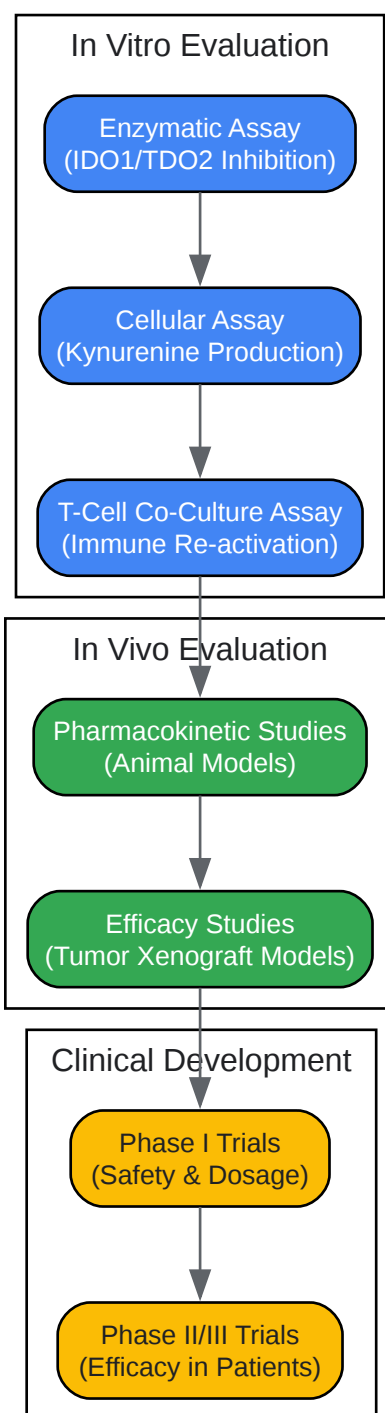 In Vitro Evaluation
Enzymatic Assay
(IDO1/TDO2 Inhibition)
Cellular Assay
(Kynurenine Production)
T-Cell Co-Culture Assay
(Immune Re-activation)
In Vivo Evaluation
Pharmacokinetic Studies
(Animal Models)
Efficacy Studies
(Tumor Xenograft Models)
Clinical Development
Phase I Trials
(Safety & Dosage)
Phase II/III Trials
(Efficacy in Patients)